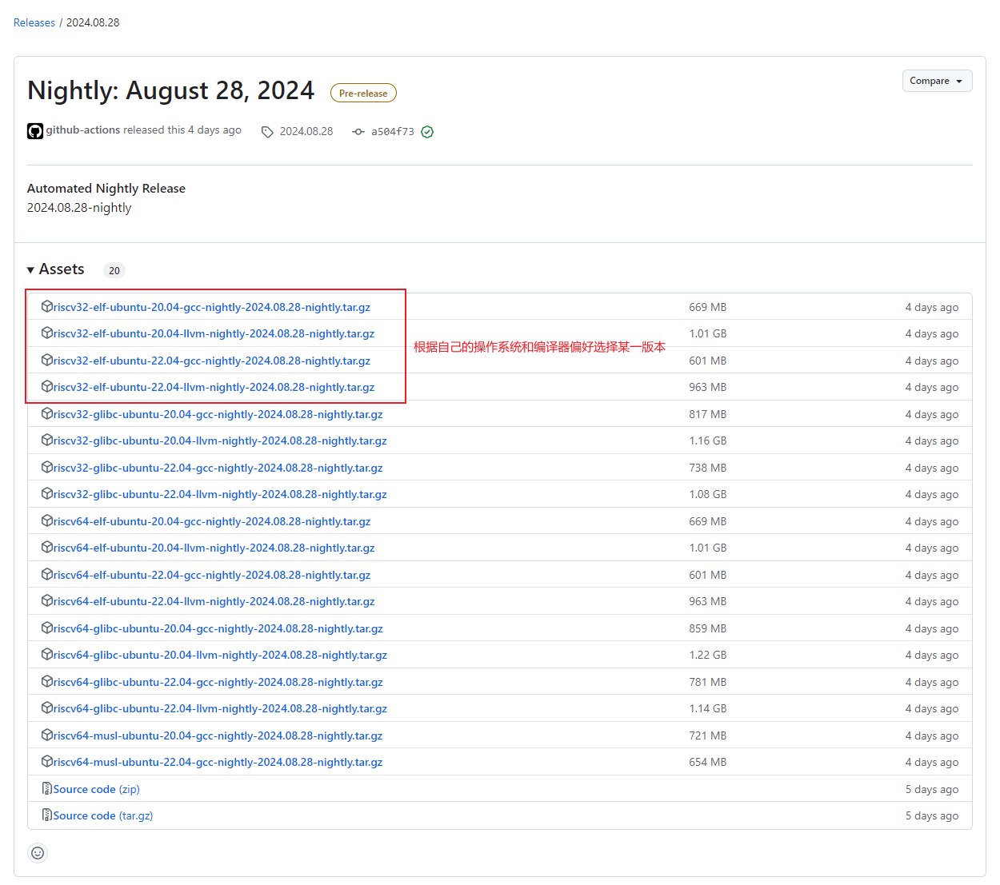 Releases / 2024.08.28
Nightly: August 28, 2024 Pre-release Compare
github-actions released this 4 days ago 2024.08.28 a504f73
Automated Nightly Release
2024.08.28-nightly
Assets 20
riscv32-elf-ubuntu-20.04-gcc-nightly-2024.08.28-nightly.tar.gz 669 MB 4 days ago
riscv32-elf-ubuntu-20.04-llvm-nightly-2024.08.28-nightly.tar.gz 1.01 GB 4 days ago
根据自己的操作系统和编译器偏好选择某一版本
riscv32-elf-ubuntu-22.04-gcc-nightly-2024.08.28-nightly.tar.gz 601 MB 4 days ago
riscv32-elf-ubuntu-22.04-llvm-nightly-2024.08.28-nightly.tar.gz 963 MB 4 days ago
riscv32-glibc-ubuntu-20.04-gcc-nightly-2024.08.28-nightly.tar.gz 817 MB 4 days ago
riscv32-glibc-ubuntu-20.04-llvm-nightly-2024.08.28-nightly.tar.gz 1.16 GB 4 days ago
riscv32-glibc-ubuntu-22.04-gcc-nightly-2024.08.28-nightly.tar.gz 738 MB 4 days ago
riscv32-glibc-ubuntu-22.04-llvm-nightly-2024.08.28-nightly.tar.gz 1.08 GB 4 days ago
riscv64-elf-ubuntu-20.04-gcc-nightly-2024.08.28-nightly.tar.gz 669 MB 4 days ago
riscv64-elf-ubuntu-20.04-llvm-nightly-2024.08.28-nightly.tar.gz 1.01 GB 4 days ago
riscv64-elf-ubuntu-22.04-gcc-nightly-2024.08.28-nightly.tar.gz 601 MB 4 days ago
riscv64-elf-ubuntu-22.04-llvm-nightly-2024.08.28-nightly.tar.gz 963 MB 4 days ago
riscv64-glibc-ubuntu-20.04-gcc-nightly-2024.08.28-nightly.tar.gz 859 MB 4 days ago
riscv64-glibc-ubuntu-20.04-llvm-nightly-2024.08.28-nightly.tar.gz 1.22 GB 4 days ago
riscv64-glibc-ubuntu-22.04-gcc-nightly-2024.08.28-nightly.tar.gz 781 MB 4 days ago
riscv64-glibc-ubuntu-22.04-llvm-nightly-2024.08.28-nightly.tar.gz 1.14 GB 4 days ago
riscv64-musl-ubuntu-20.04-gcc-nightly-2024.08.28-nightly.tar.gz 721 MB 4 days ago
riscv64-musl-ubuntu-22.04-gcc-nightly-2024.08.28-nightly.tar.gz 654 MB 4 days ago
Source code (zip) 5 days ago
Source code (tar.gz) 5 days ago